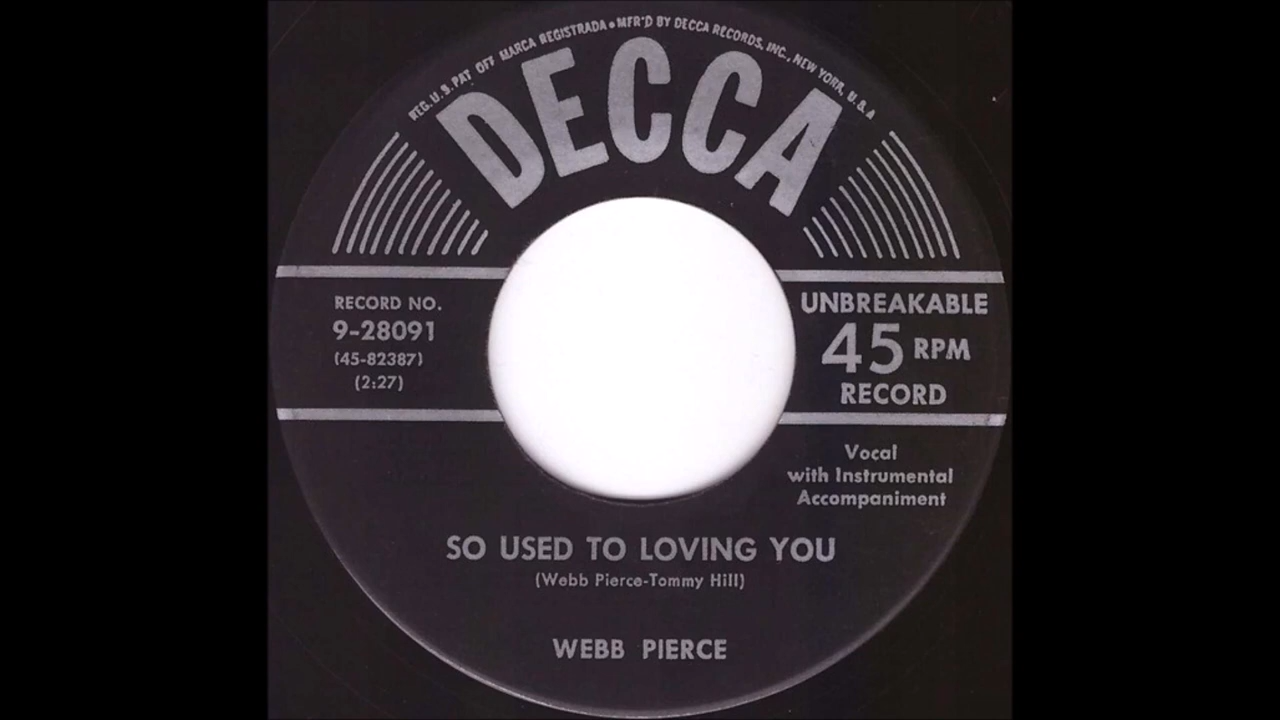 REG. U.S. PAT OFF MARCA REGISTRADA • MFR'D BY DECCA RECORDS, INC., NEW YORK, U.S.A
DECCA
RECORD NO.
9-28091
(45-82387)
(2:27)
UNBREAKABLE
45 RPM
RECORD
Vocal
with Instrumental
Accompaniment
SO USED TO LOVING YOU
(Webb Pierce-Tommy Hill)
WEBB PIERCE